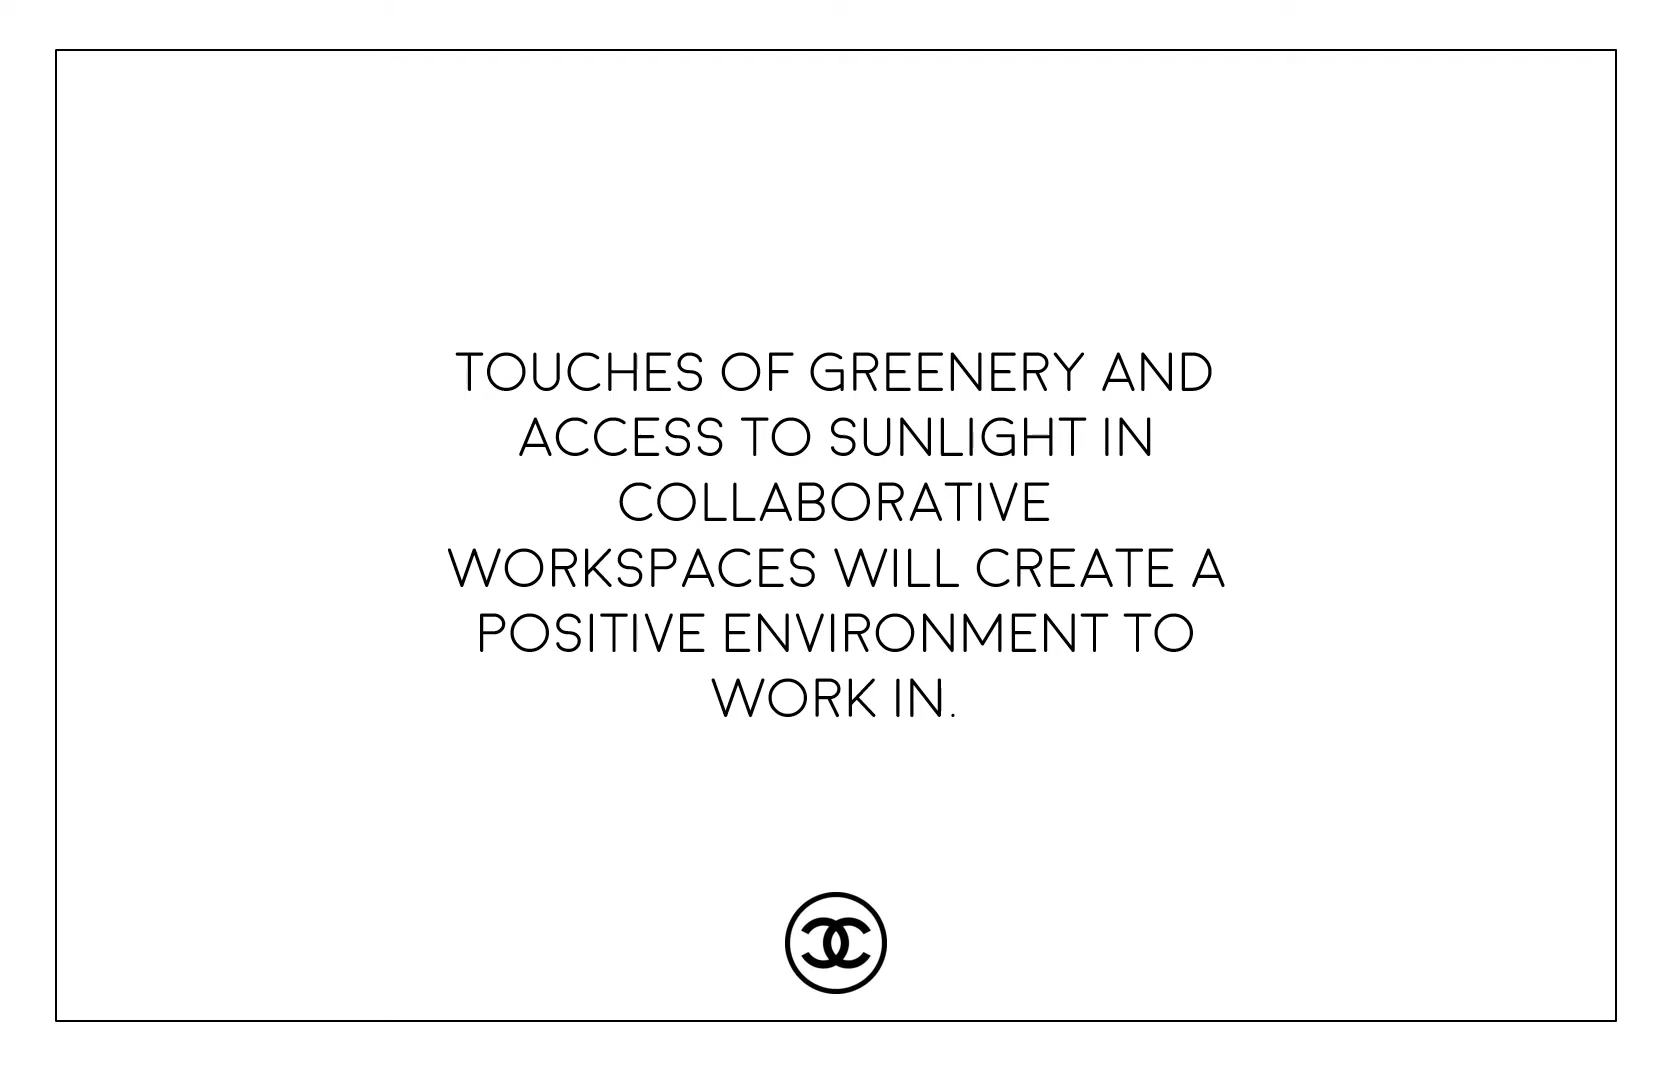 TOUCHES OF GREENERY AND
ACCESS TO SUNLIGHT IN
COLLABORATIVE
WORKSPACES WILL CREATE A
POSITIVE ENVIRONMENT TO
WORK IN.